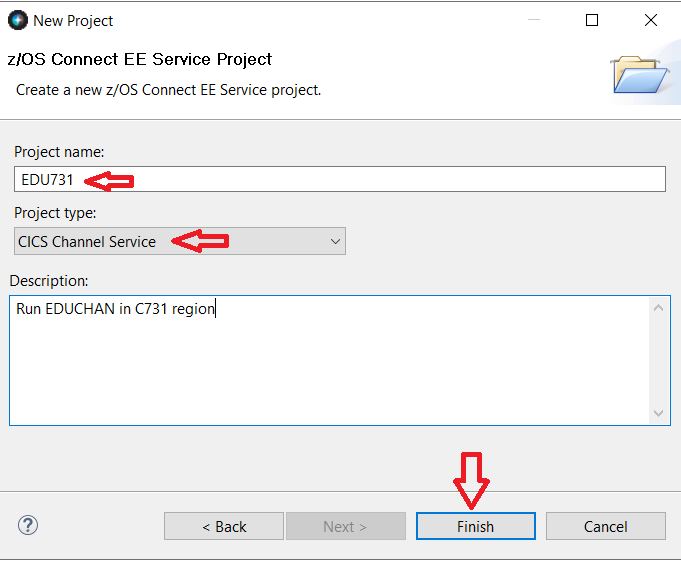 New Project
z/OS Connect EE Service Project
Create a new z/OS Connect EE Service project.
Project name:
EDU731
Project type:
CICS Channel Service
Description:
Run EDUCHAN in C731 region
?
< Back
Next >
Finish
Cancel